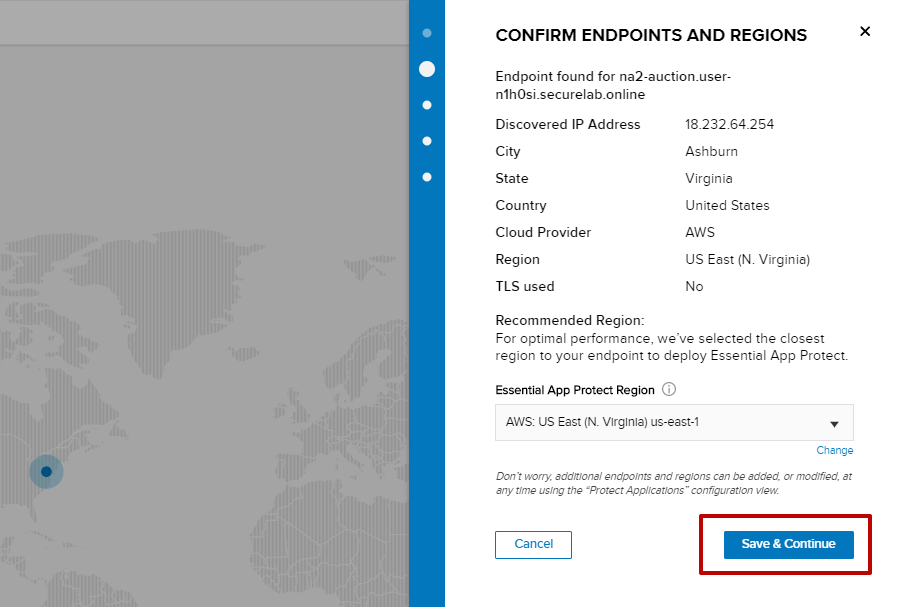 CONFIRM ENDPOINTS AND REGIONS
Endpoint found for na2-auction.user-
n1h0si.securelab.online
Discovered IP Address 18.232.64.254
City Ashburn
State Virginia
Country United States
Cloud Provider AWS
Region US East (N. Virginia)
TLS used No
Recommended Region:
For optimal performance, we've selected the closest
region to your endpoint to deploy Essential App Protect.
Essential App Protect Region
AWS: US East (N. Virginia) us-east-1
Change
Don't worry, additional endpoints and regions can be added, or modified, at
any time using the "Protect Applications" configuration view.
Cancel Save & Continue